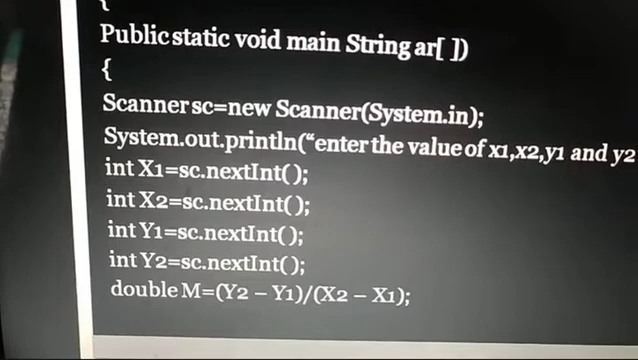 {
Public static void main String ar[ ])
{
Scanner sc=new Scanner(System.in);
System.out.println("enter the value of x1,x2,y1 and y2
int X1=sc.nextInt( );
int X2=sc.nextInt( );
int Y1=sc.nextInt( );
int Y2=sc.nextInt( );
double M=(Y2 – Y1)/(X2 – X1);